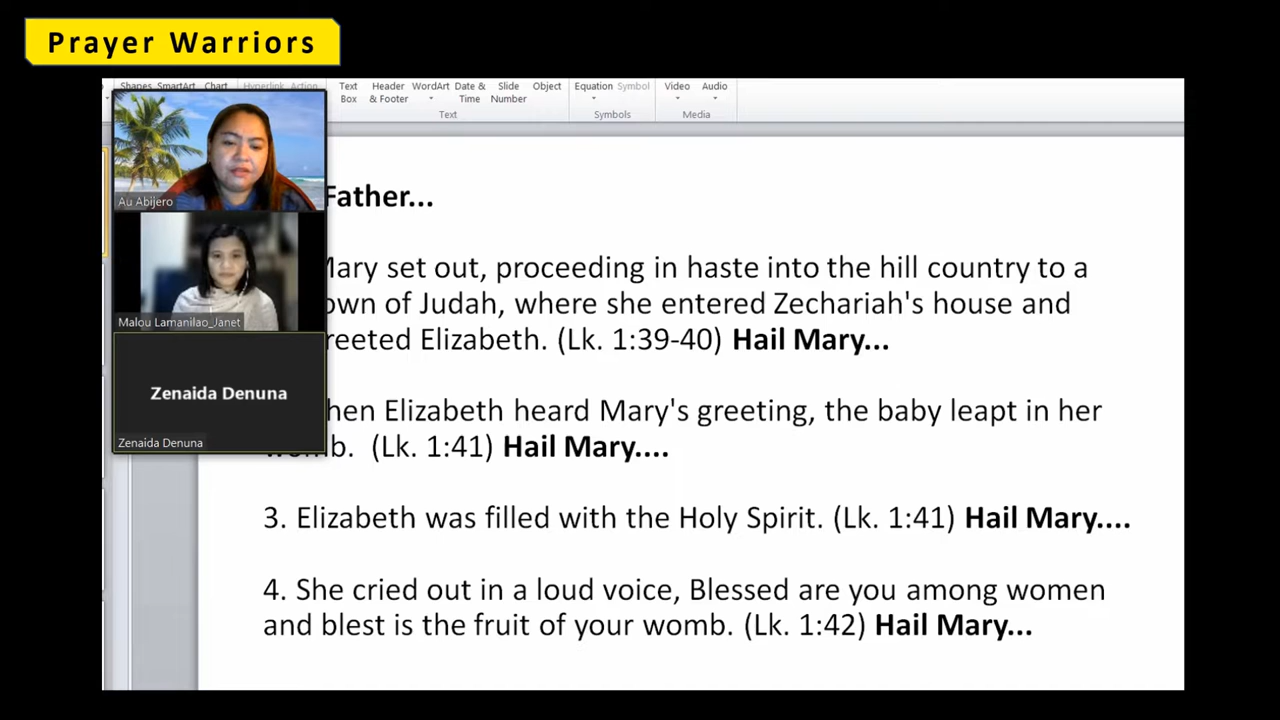 Prayer Warriors
Shapes SmartArt Chart Hyperlink Action Text Header WordArt Date & Slide Object Equation Symbol Video Audio
Box & Footer Time Number
Text Symbols Media
Au Abijero
Malou Lamanilao_Janet
Zenaida Denuna
Zenaida Denuna
Father...
Mary set out, proceeding in haste into the hill country to a
own of Judah, where she entered Zechariah's house and
reeted Elizabeth. (Lk. 1:39-40) Hail Mary...
hen Elizabeth heard Mary's greeting, the baby leapt in her
womb. (Lk. 1:41) Hail Mary....
3. Elizabeth was filled with the Holy Spirit. (Lk. 1:41) Hail Mary....
4. She cried out in a loud voice, Blessed are you among women
and blest is the fruit of your womb. (Lk. 1:42) Hail Mary...